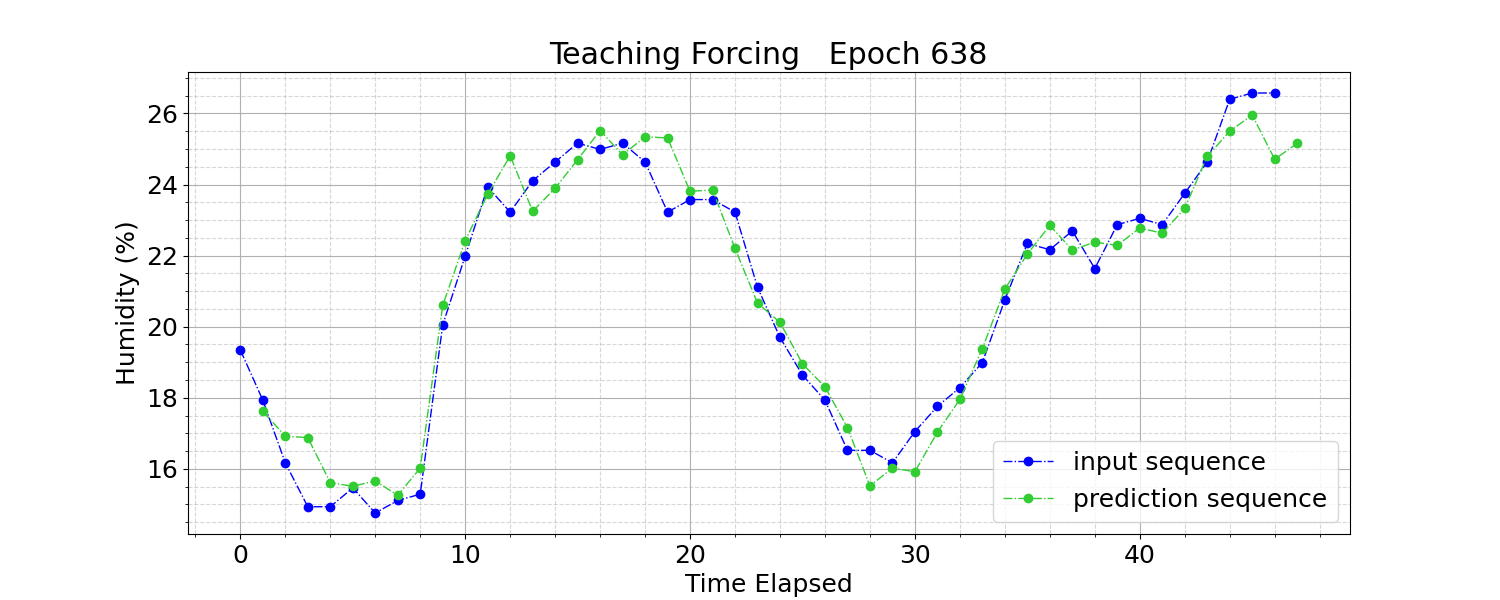 Teaching Forcing   Epoch 638
Humidity (%)
26
24
22
20
18
16
input sequence
prediction sequence
0 10 20 30 40
Time Elapsed